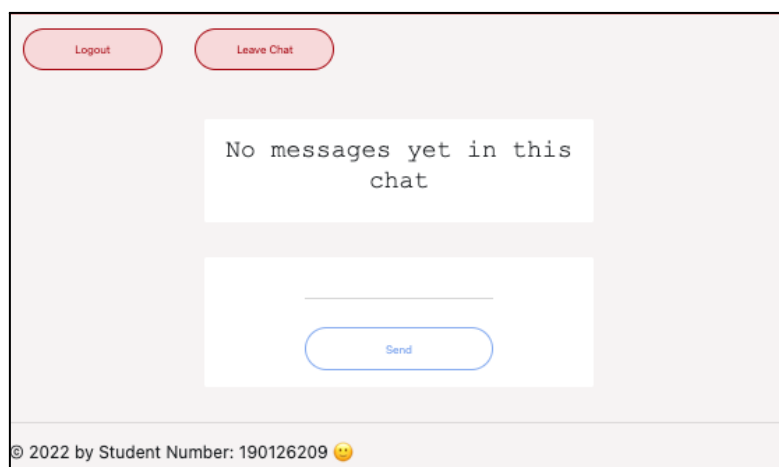 Logout
Leave Chat
No messages yet in this
chat
Send
© 2022 by Student Number: 190126209 🙂